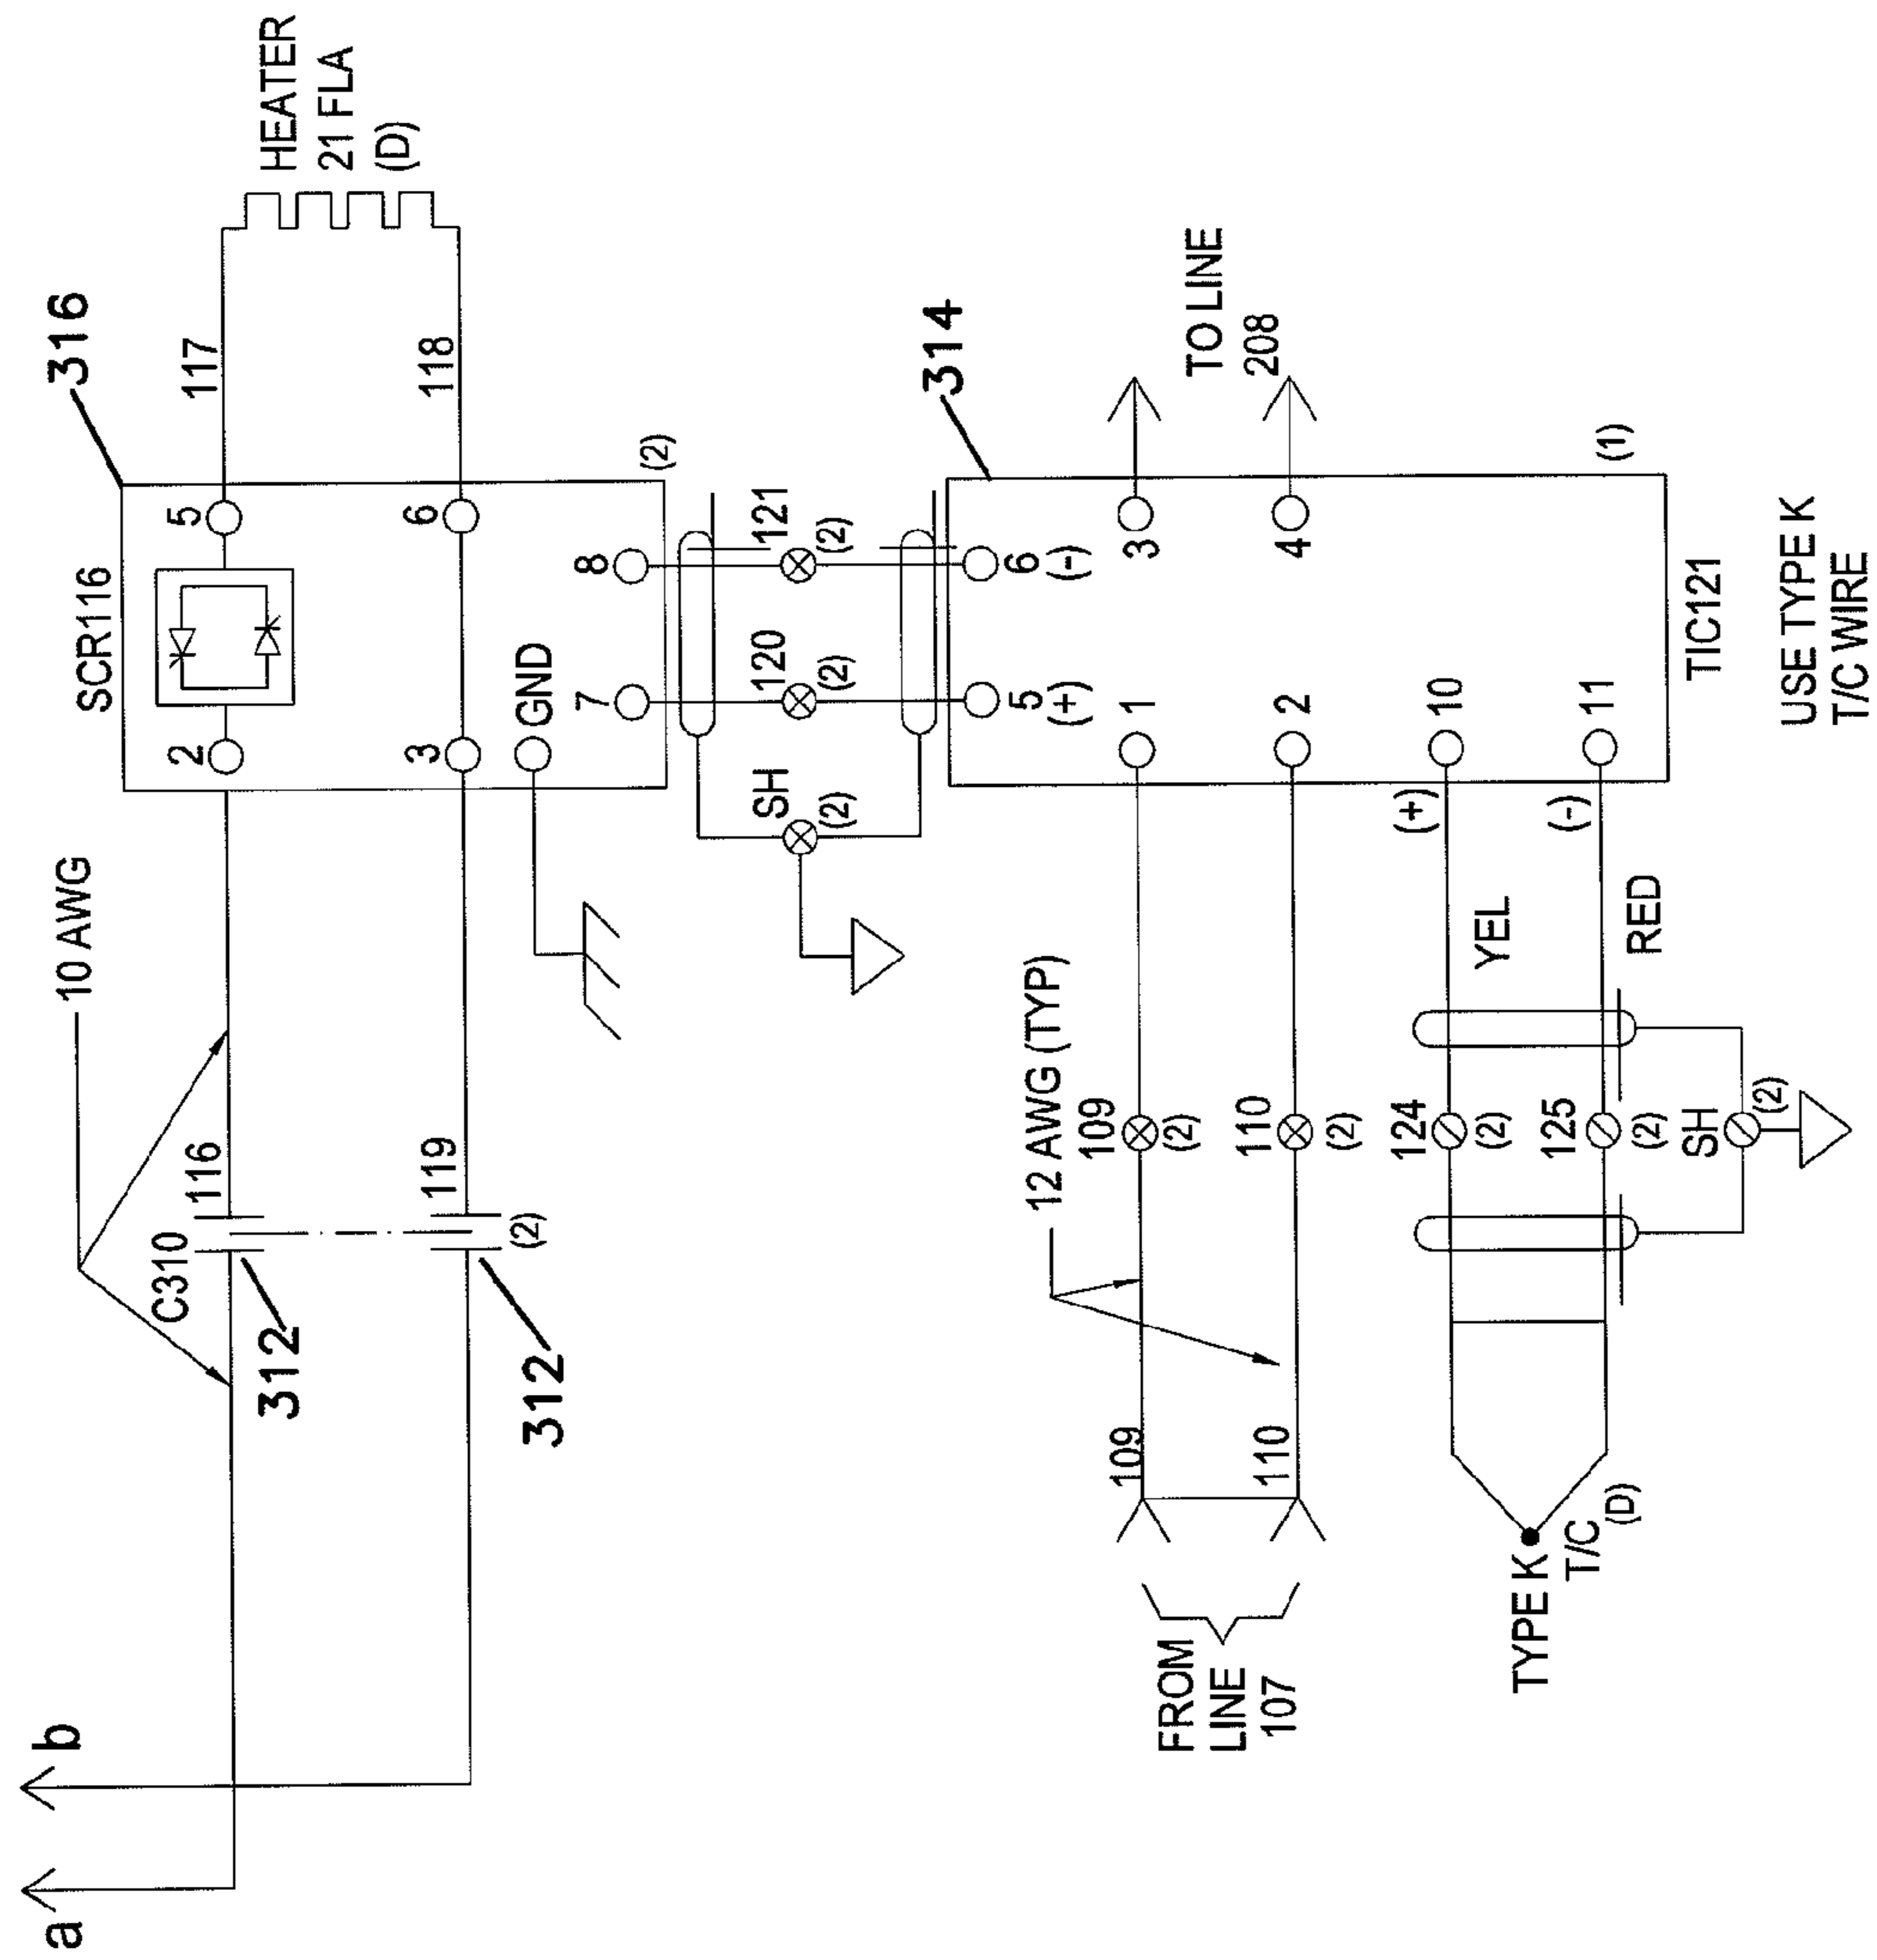 a
b
10 AWG
C310
116
312
119
(2)
312
SCR116
316
2
5
117
3
6
118
GND
7
8
(2)
HEATER
21 FLA
(D)
SH
(2)
120
(2)
121
(2)
314
5
(+)
6
(-)
12 AWG (TYP)
FROM
LINE
107
109
110
109
(2)
110
(2)
1
2
3
4
TO LINE
208
TYPE K
T/C
(D)
124
(2)
125
(2)
SH
(2)
YEL
RED
(+)
(-)
10
11
(1)
TIC121
USE TYPE K
T/C WIRE